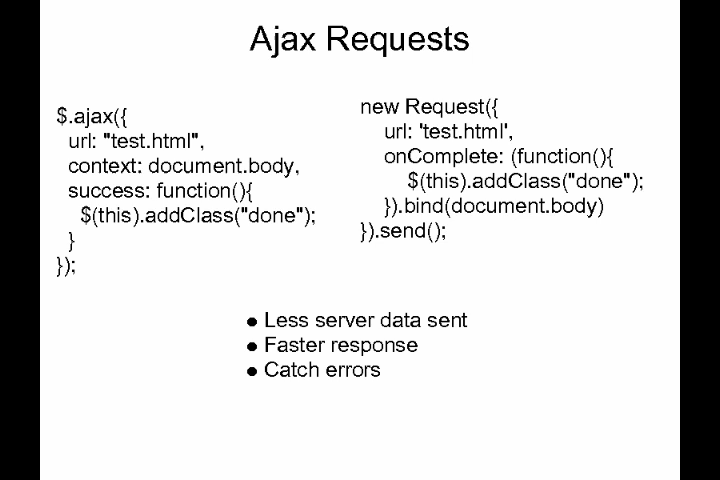 Ajax Requests
$.ajax({
url: "test.html",
context: document.body,
success: function(){
$(this).addClass("done");
}
});
new Request({
url: 'test.html',
onComplete: (function(){
$(this).addClass("done");
}).bind(document.body)
}).send();
● Less server data sent
● Faster response
● Catch errors